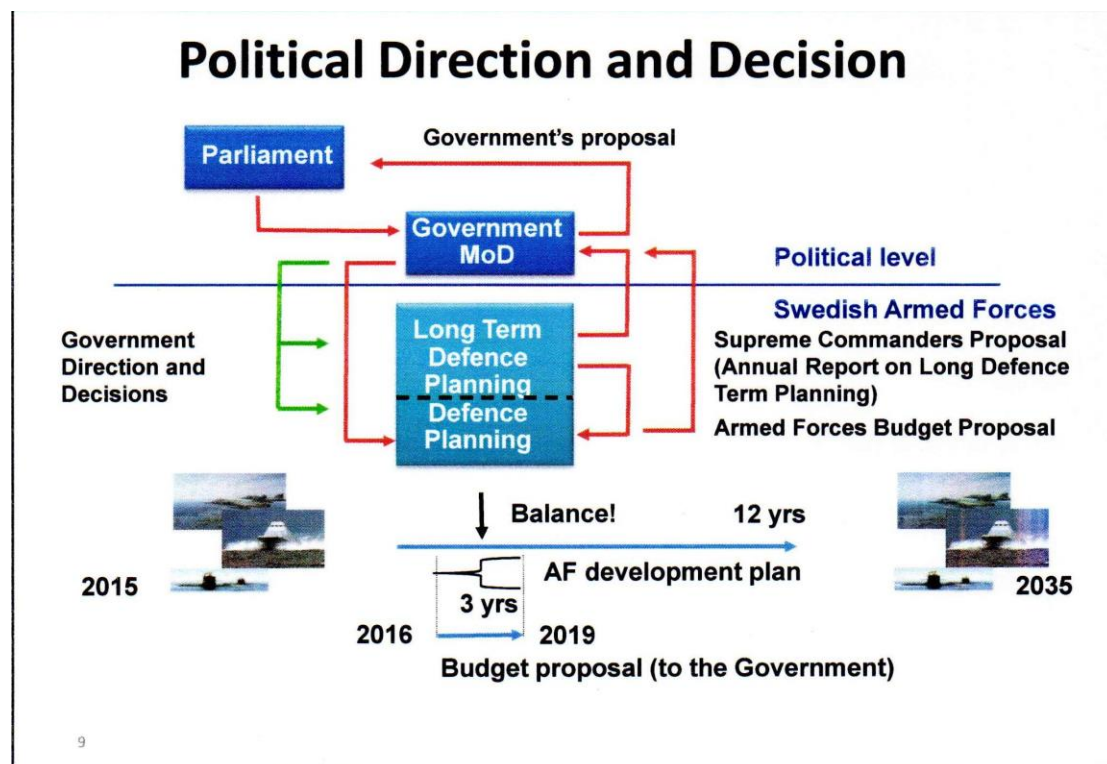 Political Direction and Decision
Parliament
Government's proposal
Government
MoD
Political level
Swedish Armed Forces
Government
Direction and
Decisions
Long Term
Defence
Planning
Defence
Planning
Supreme Commanders Proposal
(Annual Report on Long Defence
Term Planning)
Armed Forces Budget Proposal
Balance!
12 yrs
2015
AF development plan
2035
3 yrs
2016
2019
Budget proposal (to the Government)
9